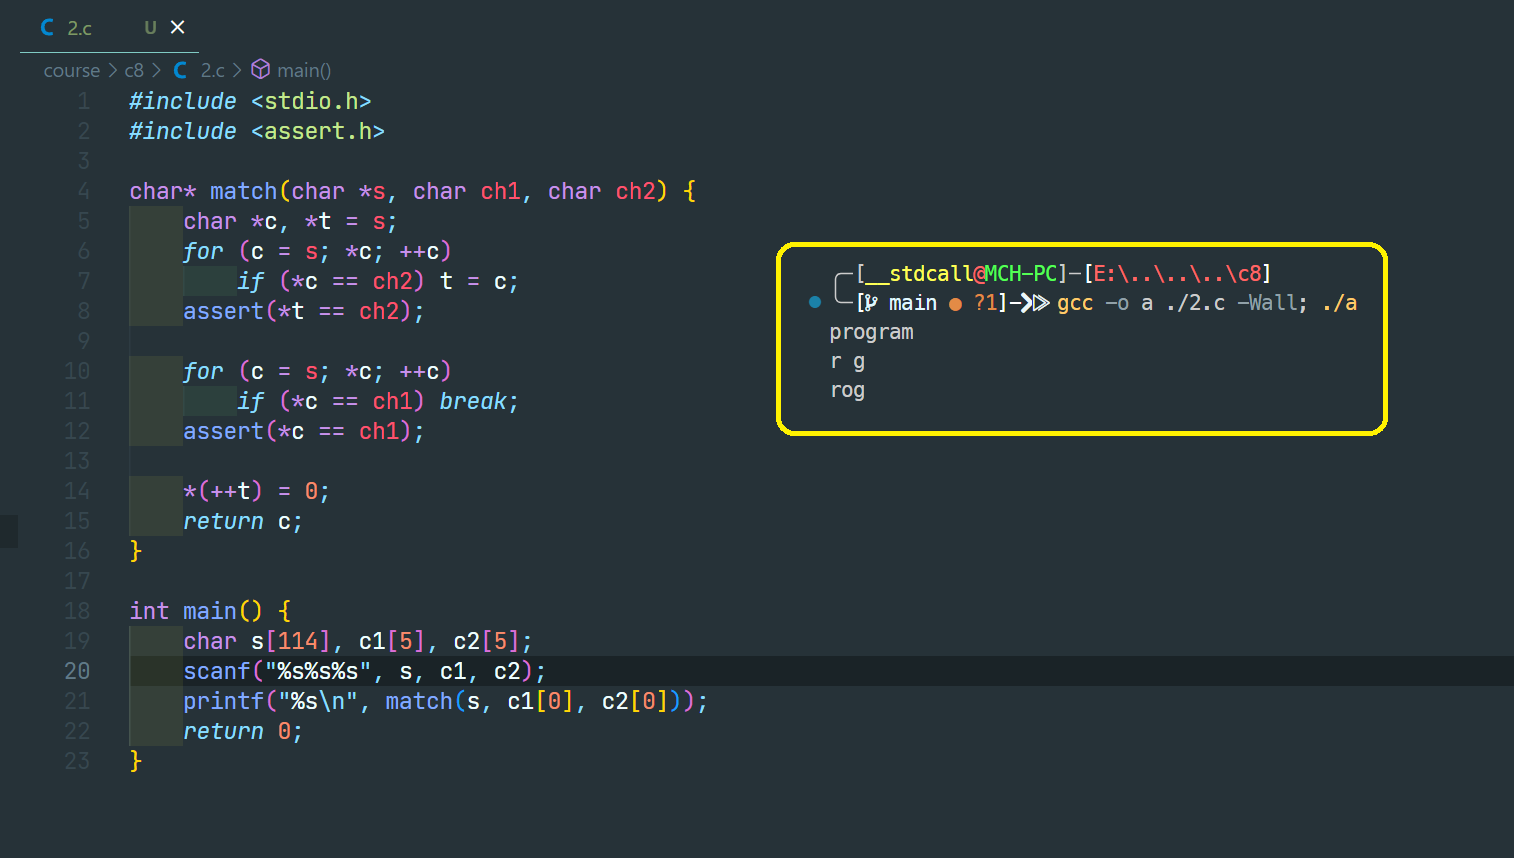 2.c U ×
course > c8 > 2.c > main()
1 #include <stdio.h>
2 #include <assert.h>
3
4 char* match(char *s, char ch1, char ch2) {
5     char *c, *t = s;
6     for (c = s; *c; ++c)
7         if (*c == ch2) t = c;
8     assert(*t == ch2);
9
10     for (c = s; *c; ++c)
11         if (*c == ch1) break;
12     assert(*c == ch1);
13
14     *(++t) = 0;
15     return c;
16 }
17
18 int main() {
19     char s[114], c1[5], c2[5];
20     scanf("%s%s%s", s, c1, c2);
21     printf("%s\n", match(s, c1[0], c2[0]));
22     return 0;
23 }
[__stdcall@MCH-PC]-[E:\..\..\..\c8]
[main ● ?1] gcc -o a ./2.c -Wall; ./a
program
r g
rog